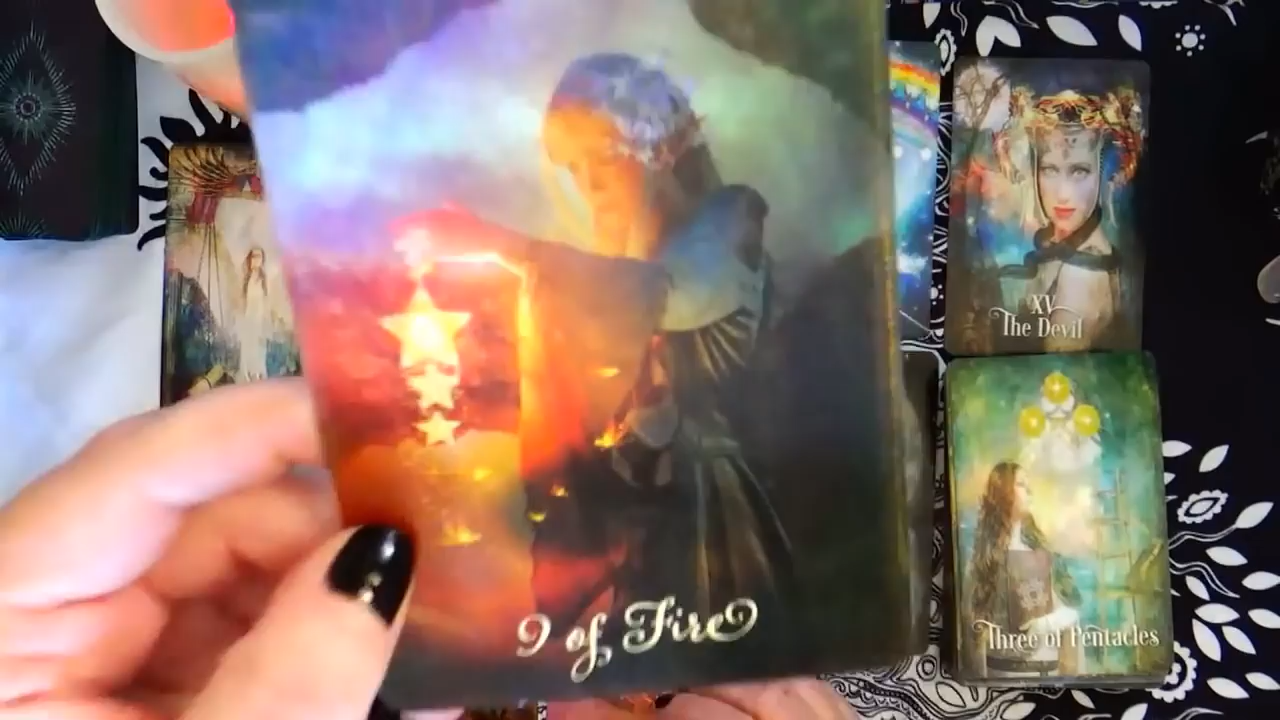 9 of Fire
XV
The Devil
Three of Pentacles